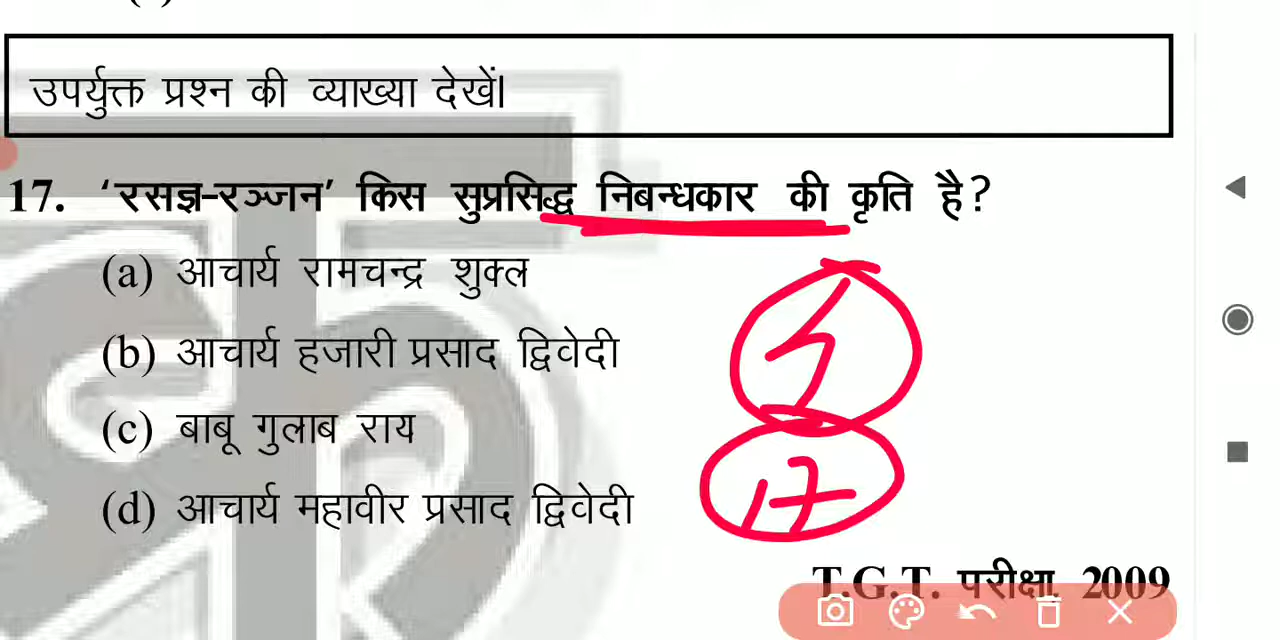 उपर्युक्त प्रश्न की व्याख्या देखें।
17. ‘रसज्ञ-रञ्जन’ किस सुप्रसिद्ध निबन्धकार की कृति है?
(a) आचार्य रामचन्द्र शुक्ल
(b) आचार्य हजारी प्रसाद द्विवेदी
(c) बाबू गुलाब राय
(d) आचार्य महावीर प्रसाद द्विवेदी
17
T.G.T. परीक्षा, 2009